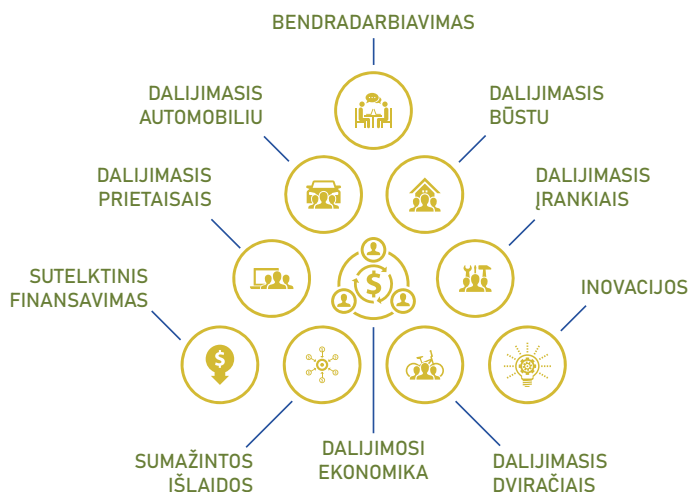 BENDRADARBIAVIMAS
DALIJIMASIS
AUTOMOBILIU
DALIJIMASIS
BŪSTU
DALIJIMASIS
PRIETAISAIS
DALIJIMASIS
ĮRANKIAIS
SUTELKTINIS
FINANSAVIMAS
INOVACIJOS
SUMAŽINTOS
IŠLAIDOS
DALIJIMOSI
EKONOMIKA
DALIJIMASIS
DVIRAČIAIS